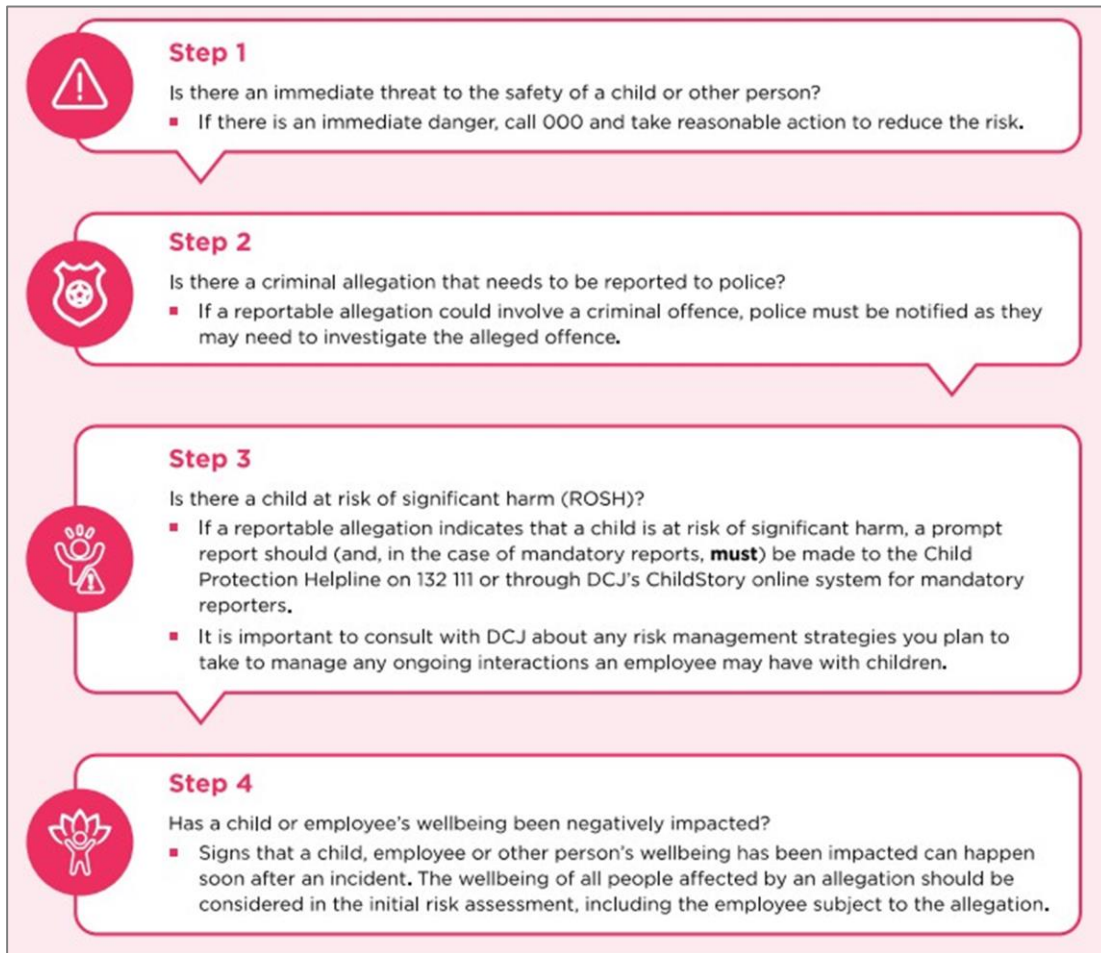 Step 1
Is there an immediate threat to the safety of a child or other person?
▪ If there is an immediate danger, call 000 and take reasonable action to reduce the risk.
Step 2
Is there a criminal allegation that needs to be reported to police?
▪ If a reportable allegation could involve a criminal offence, police must be notified as they
may need to investigate the alleged offence.
Step 3
Is there a child at risk of significant harm (ROSH)?
▪ If a reportable allegation indicates that a child is at risk of significant harm, a prompt
report should (and, in the case of mandatory reports, must) be made to the Child
Protection Helpline on 132 111 or through DCJ's ChildStory online system for mandatory
reporters.
▪ It is important to consult with DCJ about any risk management strategies you plan to
take to manage any ongoing interactions an employee may have with children.
Step 4
Has a child or employee's wellbeing been negatively impacted?
▪ Signs that a child, employee or other person's wellbeing has been impacted can happen
soon after an incident. The wellbeing of all people affected by an allegation should be
considered in the initial risk assessment, including the employee subject to the allegation.